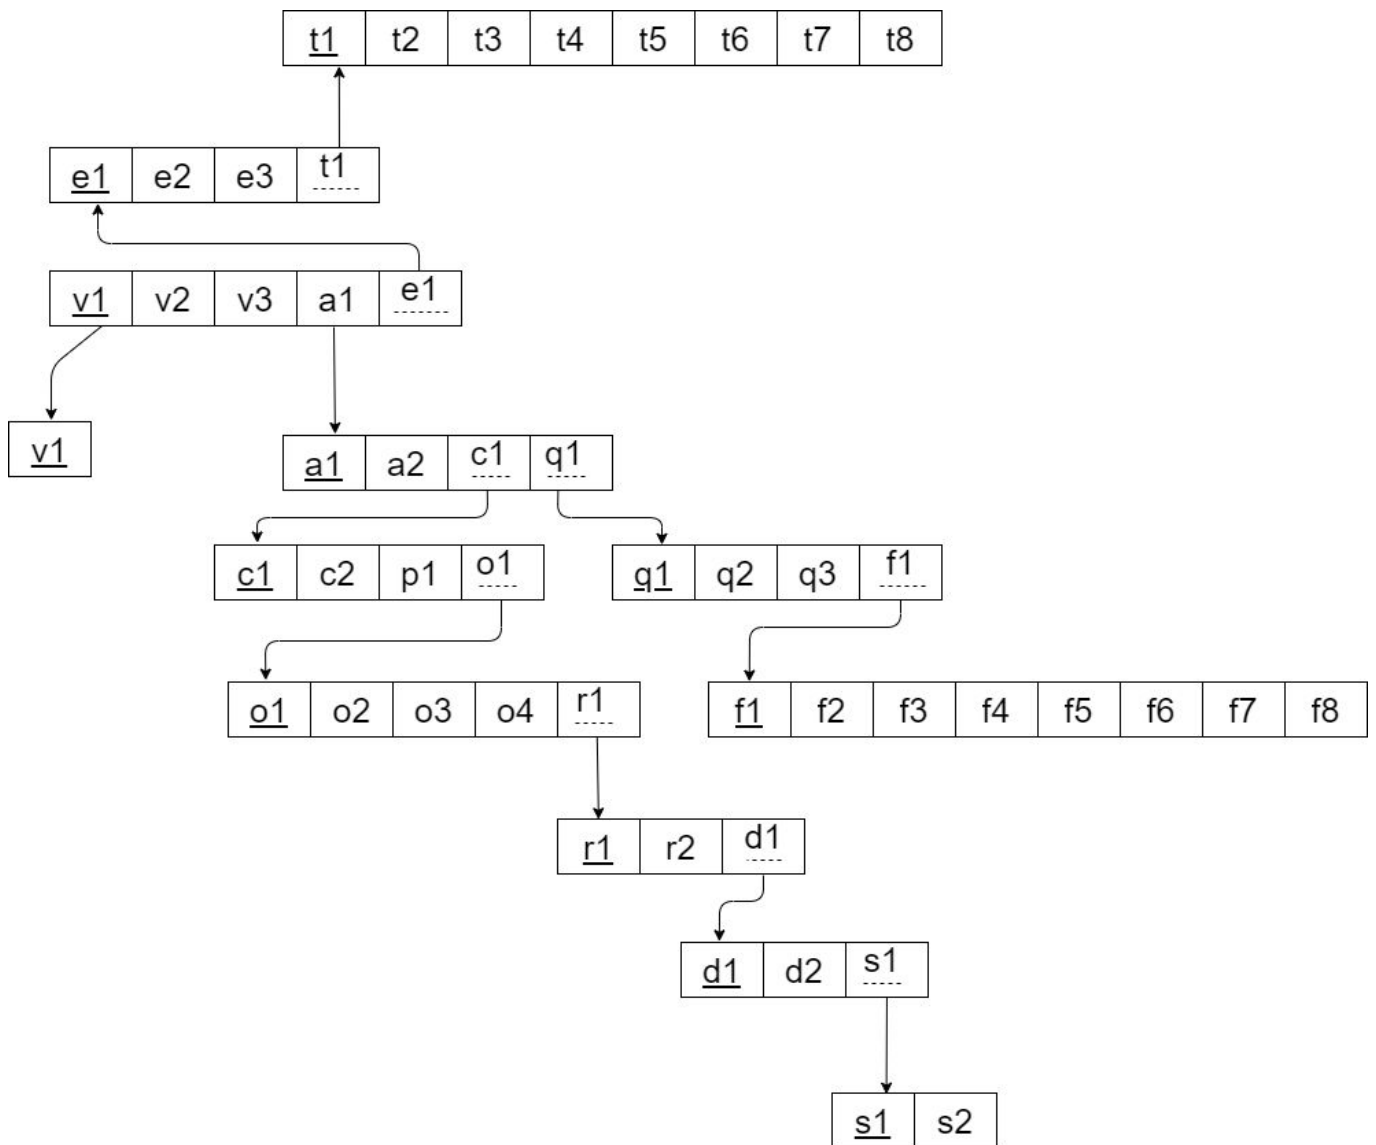 t1 t2 t3 t4 t5 t6 t7 t8
e1 e2 e3 t1
v1 v2 v3 a1 e1
v1
a1 a2 c1 q1
c1 c2 p1 o1
q1 q2 q3 f1
o1 o2 o3 o4 r1
f1 f2 f3 f4 f5 f6 f7 f8
r1 r2 d1
d1 d2 s1
s1 s2